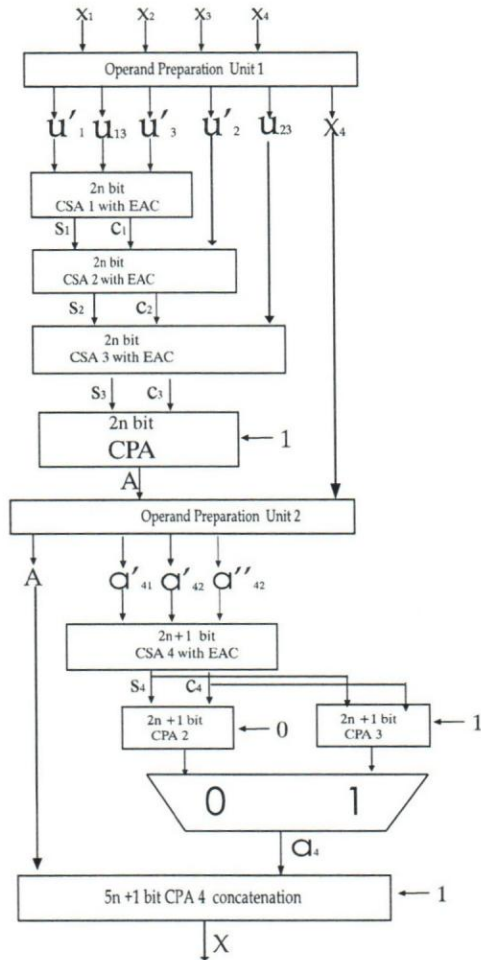 x1 x2 x3 x4
Operand Preparation Unit 1
u'1 u13 u'3 u'2 u23 x4
2n bit
CSA 1 with EAC
s1 c1
2n bit
CSA 2 with EAC
s2 c2
2n bit
CSA 3 with EAC
s3 c3
2n bit
CPA
1
A
Operand Preparation Unit 2
A a'41 a'42 a''42
2n+1 bit
CSA 4 with EAC
s4 c4
2n +1 bit
CPA 2
0
2n +1 bit
CPA 3
1
0 1
a4
5n +1 bit CPA 4 concatenation
1
X